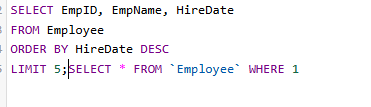 SELECT EmpID, EmpName, HireDate
FROM Employee
ORDER BY HireDate DESC
LIMIT 5;SELECT * FROM `Employee` WHERE 1